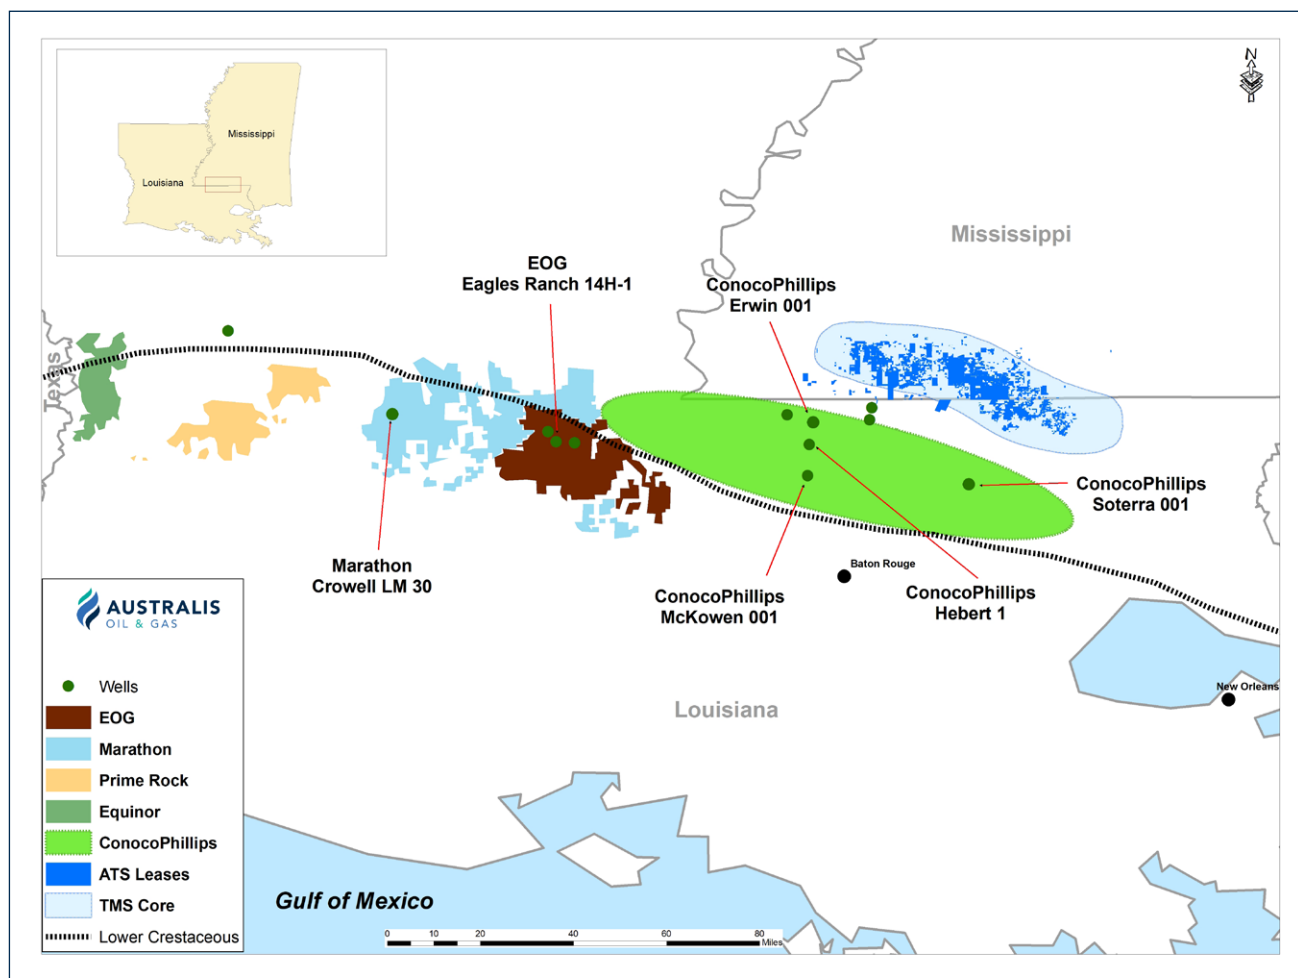 N
Mississippi
Louisiana
Mississippi
EOG
Eagles Ranch 14H-1
ConocoPhillips
Erwin 001
Texas
ConocoPhillips
Soterra 001
Marathon
Crowell LM 30
Baton Rouge
ConocoPhillips
McKowen 001
ConocoPhillips
Hebert 1
AUSTRALIS
OIL & GAS
New Orleans
Louisiana
Wells
EOG
Marathon
Prime Rock
Equinor
ConocoPhillips
ATS Leases
TMS Core
Lower Crestaceous
Gulf of Mexico
0 10 20 40 60 80
Miles